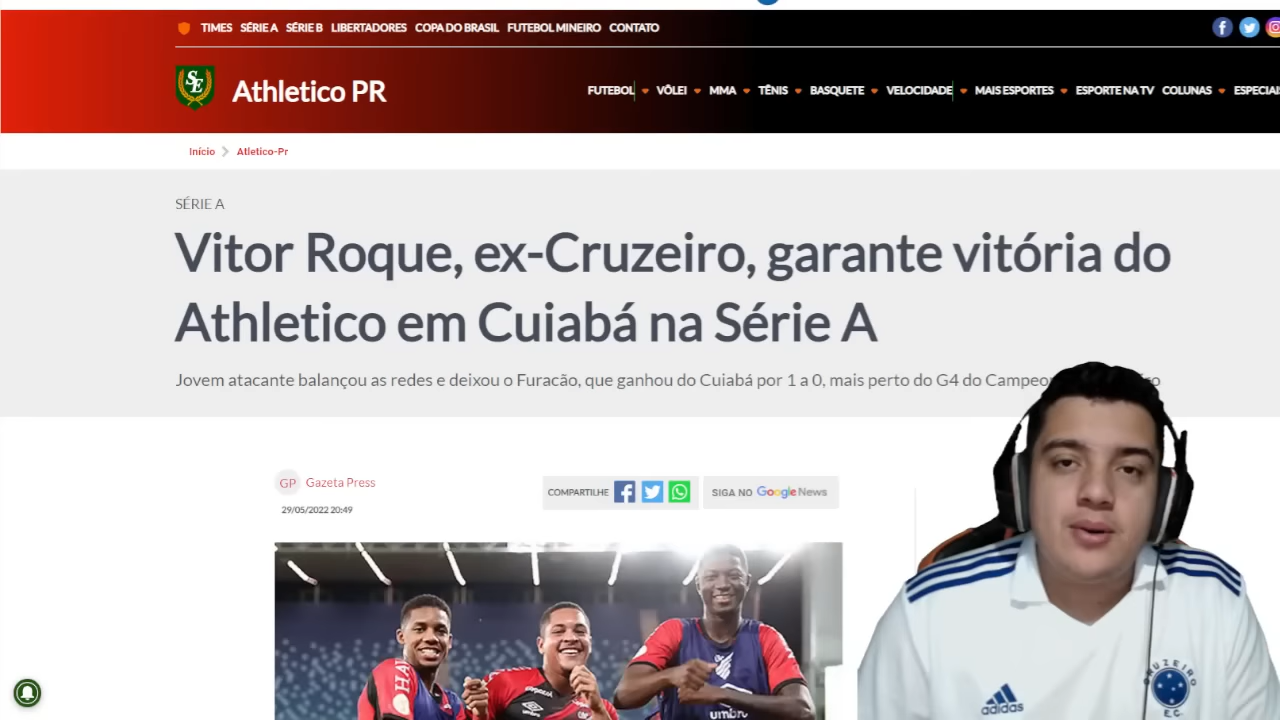 TIMES SÉRIE A SÉRIE B LIBERTADORES COPA DO BRASIL FUTEBOL MINEIRO CONTATO
SE Athletico PR
FUTEBOL VÔLEI MMA TÊNIS BASQUETE VELOCIDADE MAIS ESPORTES ESPORTE NA TV COLUNAS
Início Atletico-Pr
SÉRIE A
Vitor Roque, ex-Cruzeiro, garante vitória do
Athletico em Cuiabá na Série A
Jovem atacante balançou as redes e deixou o Furacão, que ganhou do Cuiabá por 1 a 0, mais perto do G4 do
GP Gazeta Press
29/05/2022 20:49
COMPARTILHE
SIGA NO Google News
umbro
adidas
CRUZEIRO
E.C.